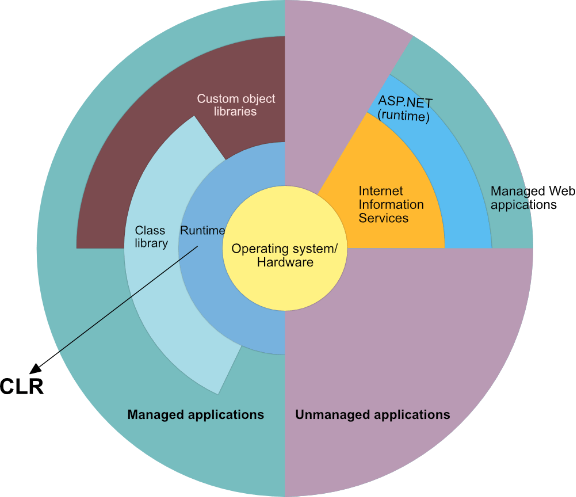 Custom object
libraries
ASP.NET
(runtime)
Internet
Information
Services
Managed Web
appications
Class
library
Runtime
Operating system/
Hardware
CLR
Managed applications
Unmanaged applications